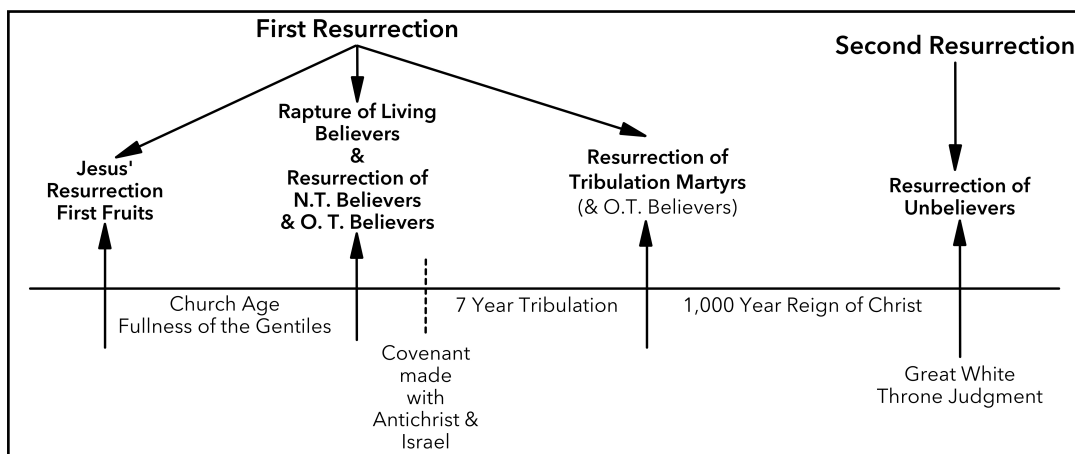 First Resurrection
Second Resurrection
Jesus'
Resurrection
First Fruits
Rapture of Living
Believers
&
Resurrection of
N.T. Believers
& O. T. Believers
Resurrection of
Tribulation Martyrs
(& O.T. Believers)
Resurrection of
Unbelievers
Church Age
Fullness of the Gentiles
7 Year Tribulation
1,000 Year Reign of Christ
Covenant
made
with
Antichrist &
Israel
Great White
Throne Judgment